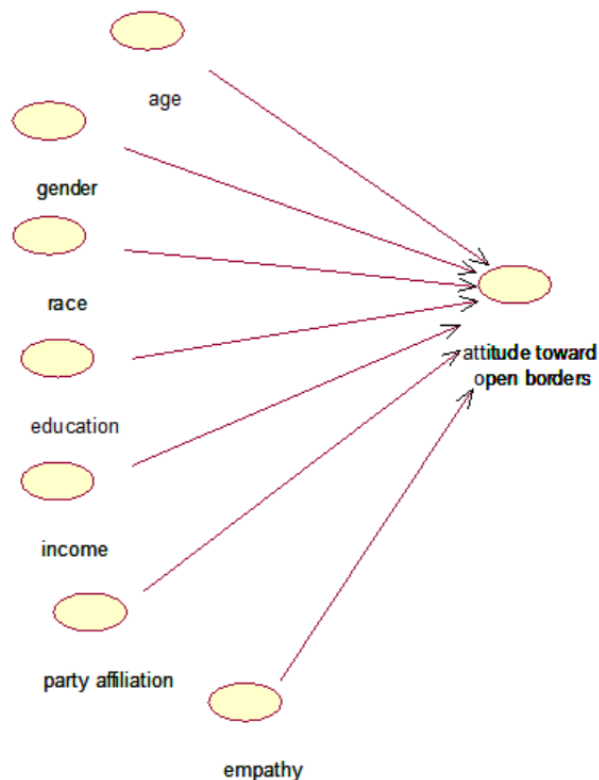 age
gender
race
education
income
party affiliation
empathy
attitude toward
open borders